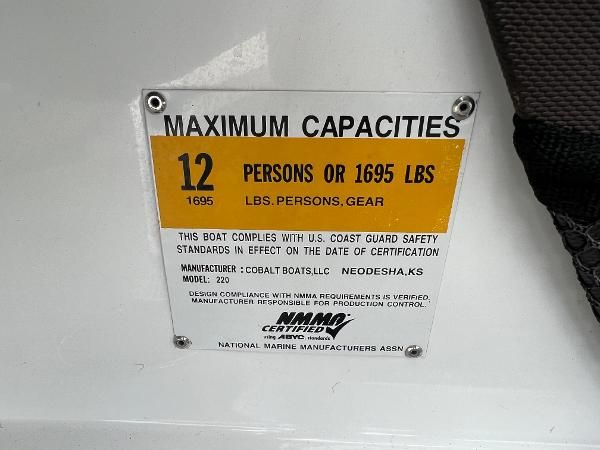 MAXIMUM CAPACITIES
12 PERSONS OR 1695 LBS
1695 LBS. PERSONS, GEAR
THIS BOAT COMPLIES WITH U.S. COAST GUARD SAFETY
STANDARDS IN EFFECT ON THE DATE OF CERTIFICATION
MANUFACTURER : COBALT BOATS,LLC NEODESHA,KS
MODEL: 220
DESIGN COMPLIANCE WITH NMMA REQUIREMENTS IS VERIFIED.
MANUFACTURER RESPONSIBLE FOR PRODUCTION CONTROL.
NMMA
CERTIFIED
using ABYC standards
NATIONAL MARINE MANUFACTURERS ASSN